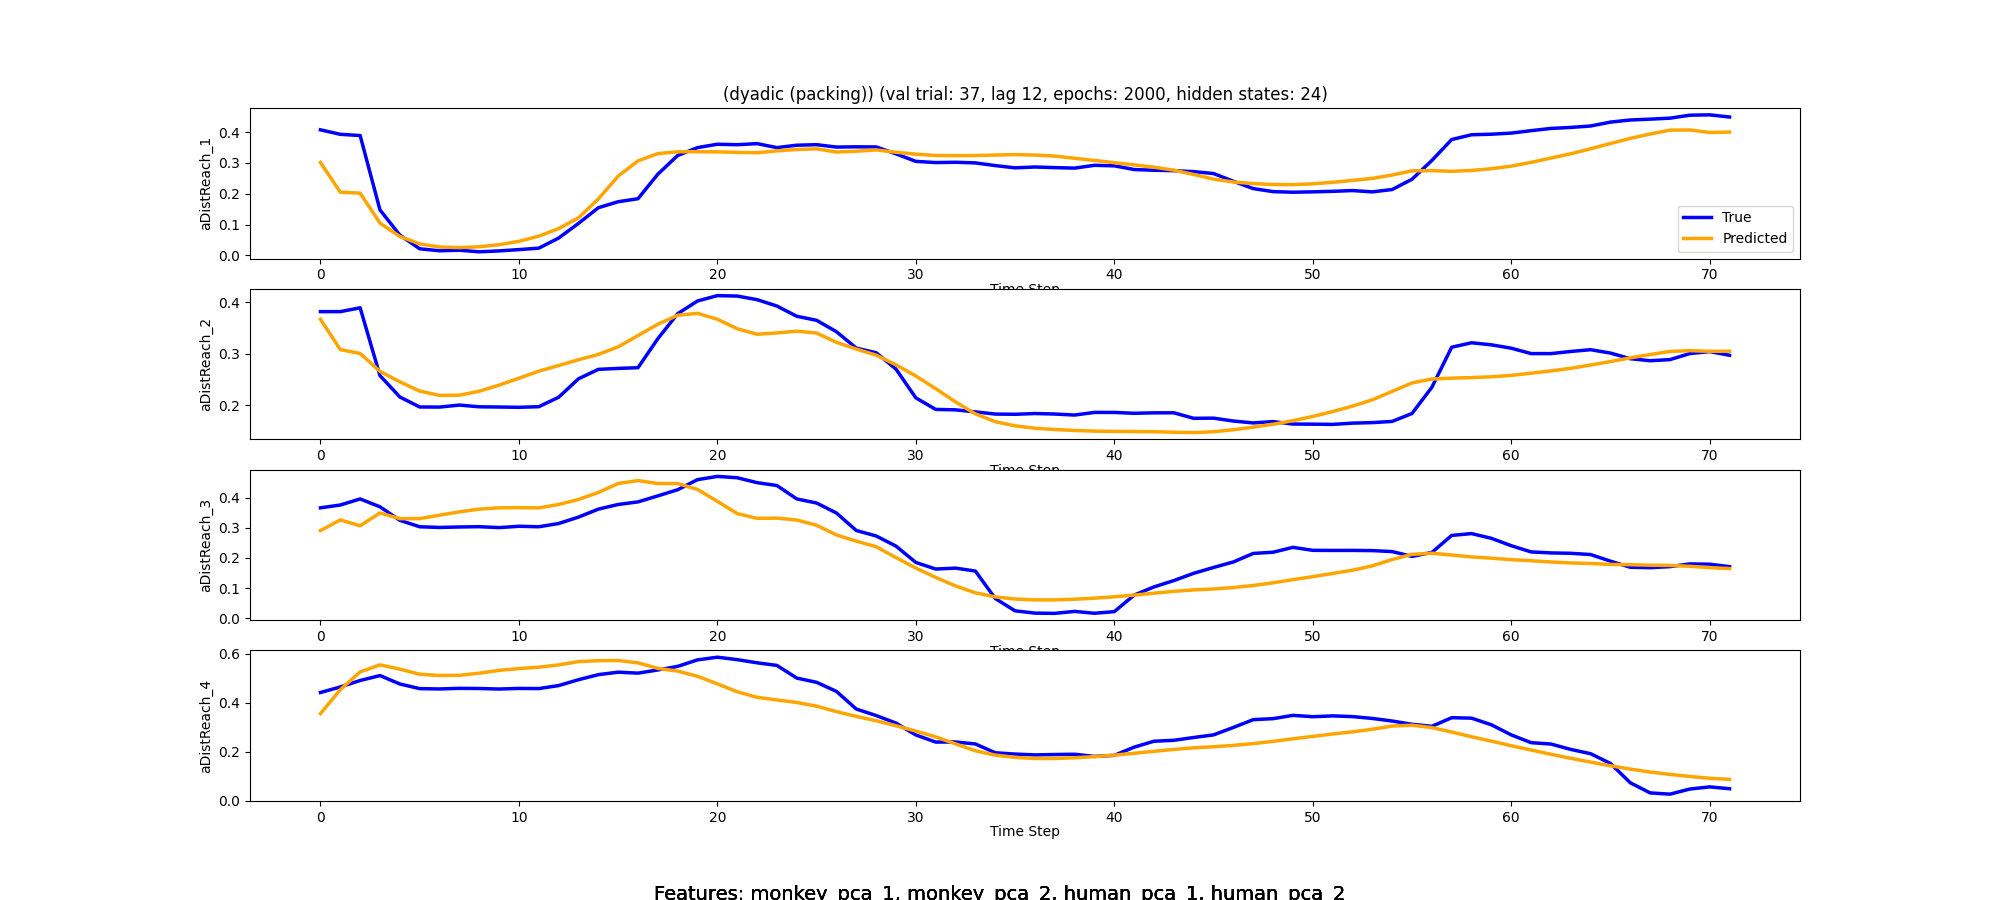 (dyadic (packing)) (val trial: 37, lag 12, epochs: 2000, hidden states: 24)
aDistReach_1
0.4
0.3
0.2
0.1
0.0
True
Predicted
0 10 20 30 40 50 60 70
Time Step
aDistReach_2
0.4
0.3
0.2
0 10 20 30 40 50 60 70
Time Step
aDistReach_3
0.4
0.3
0.2
0.1
0.0
0 10 20 30 40 50 60 70
Time Step
aDistReach_4
0.6
0.4
0.2
0.0
0 10 20 30 40 50 60 70
Time Step
Features: monkey_pca_1, monkey_pca_2, human_pca_1, human_pca_2